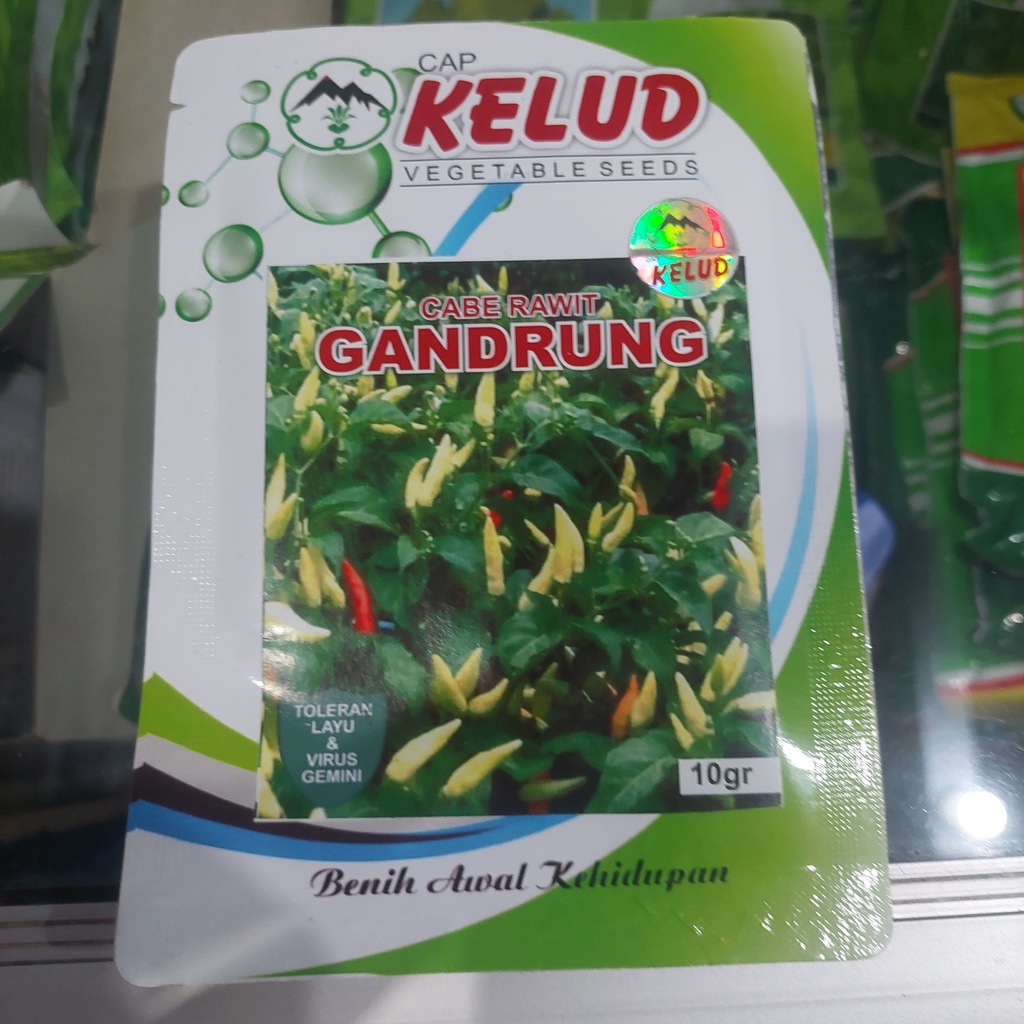 CAP
KELUD
VEGETABLE SEEDS
KELUD
CABE RAWIT
GANDRUNG
TOLERAN
LAYU
&
VIRUS
GEMINI
10gr
Benih Awal Kehidupan